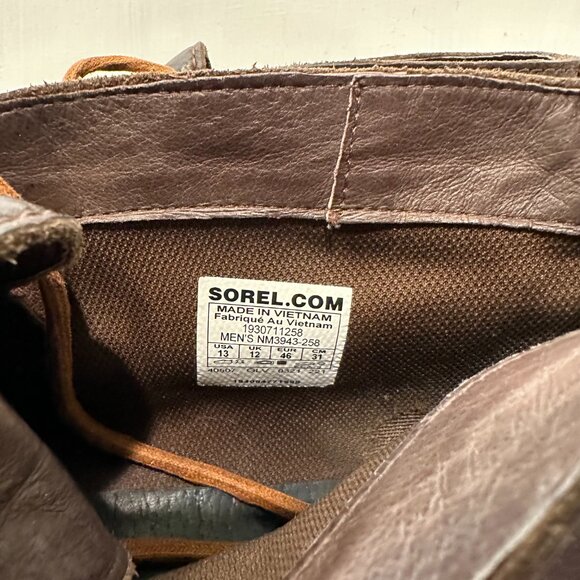 SOREL.COM
MADE IN VIETNAM
Fabriqué Au Vietnam
1930711258
MEN'S NM3943-258
USA UK EUR CM
13 12 46 31